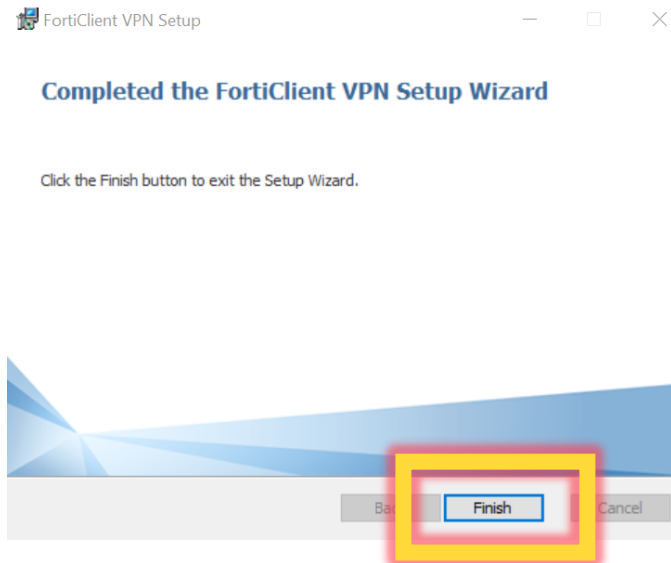 FortiClient VPN Setup
Completed the FortiClient VPN Setup Wizard
Click the Finish button to exit the Setup Wizard.
Finish Cancel